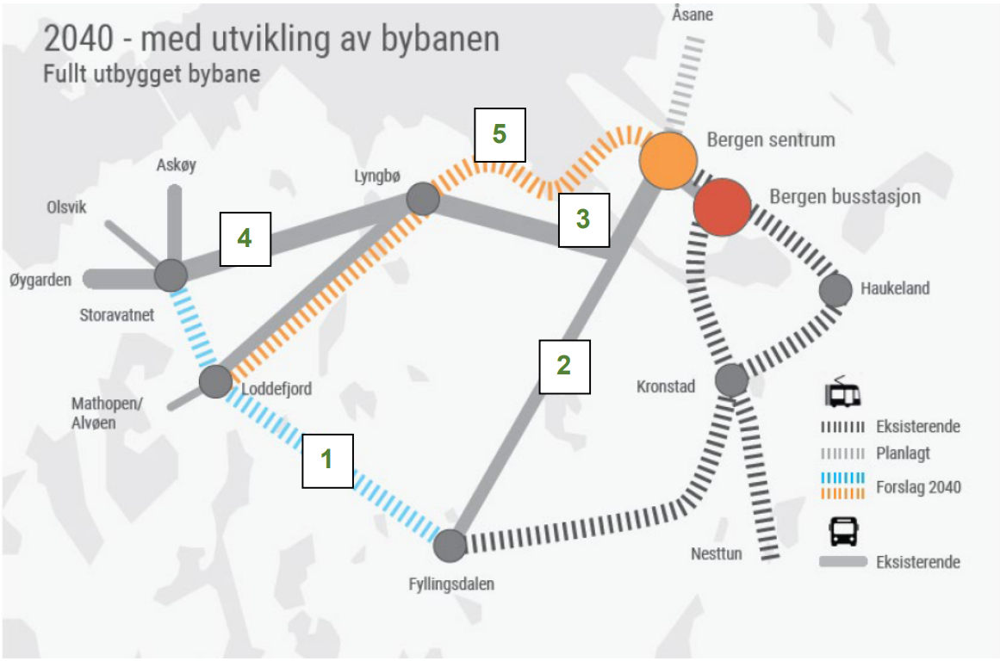 2040 - med utvikling av bybanen
Fullt utbygget bybane
Åsane
5
Bergen sentrum
Askøy
Lyngbø
Bergen busstasjon
Olsvik
3
4
Øygarden
Haukeland
Storavatnet
2
Kronstad
Loddefjord
Mathopen/
Alvøen
Eksisterende
1
Planlagt
Forslag 2040
Nesttun
Eksisterende
Fyllingsdalen